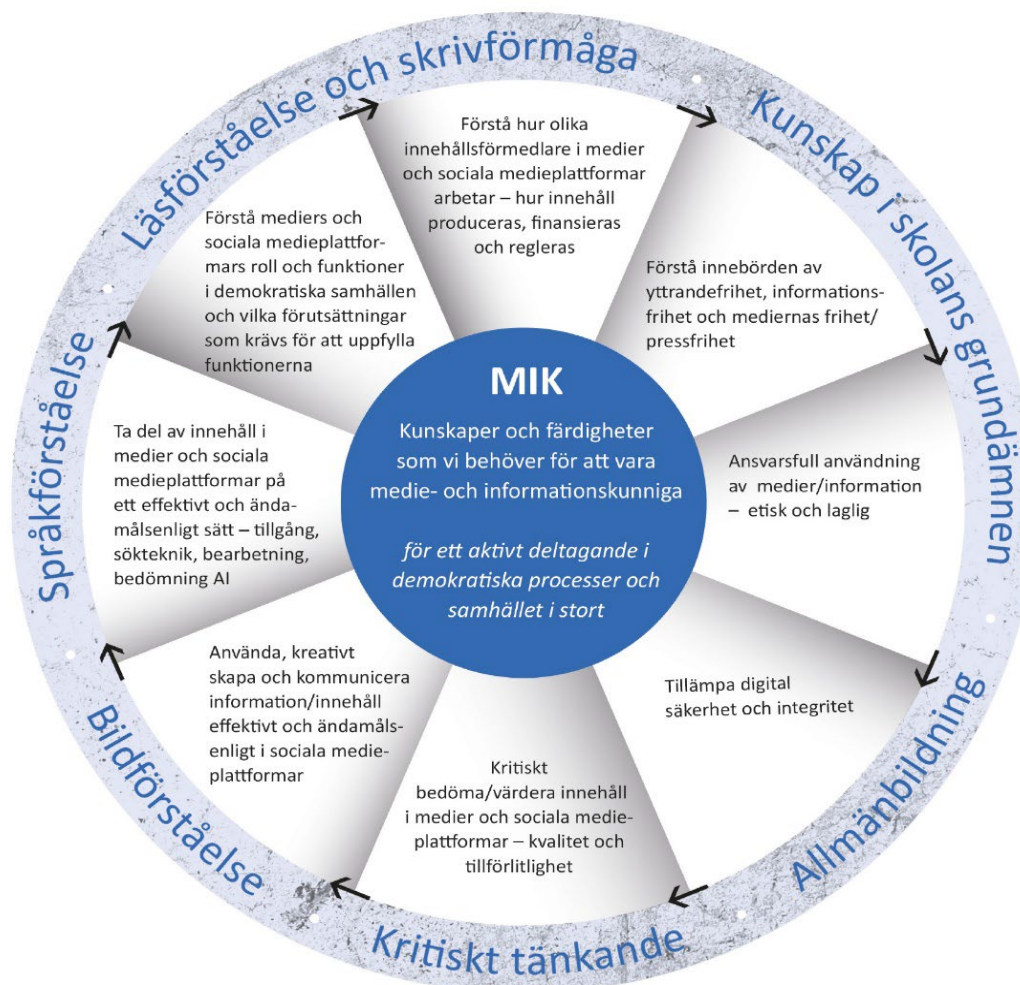 Läsförståelse och skrivförmåga
Kunskap i skolans grundämnen
Allmänbildning
Kritiskt tänkande
Bildförståelse
Språkförståelse
Förstå hur olika
innehållsförmedlare i medier
och sociala medieplattformar
arbetar – hur innehåll
produceras, finansieras
och regleras
Förstå innebörden av
yttrandefrihet, informations-
frihet och mediernas frihet/
pressfrihet
Ansvarsfull användning
av medier/information
– etisk och laglig
Tillämpa digital
säkerhet och integritet
Kritiskt
bedöma/värdera innehåll
i medier och sociala medie-
plattformar – kvalitet och
tillförlitlighet
Använda, kreativt
skapa och kommunicera
information/innehåll
effektivt och ändamåls-
enligt i sociala medie-
plattformar
Ta del av innehåll i
medier och sociala
medieplattformar på
ett effektivt och ända-
målsenligt sätt – tillgång,
sökteknik, bearbetning,
bedömning AI
Förstå mediers och
sociala medieplattfor-
mars roll och funktioner
i demokratiska samhällen
och vilka förutsättningar
som krävs för att uppfylla
funktionerna
MIK
Kunskaper och färdigheter
som vi behöver för att vara
medie- och informationskunniga
för ett aktivt deltagande i
demokratiska processer och
samhället i stort